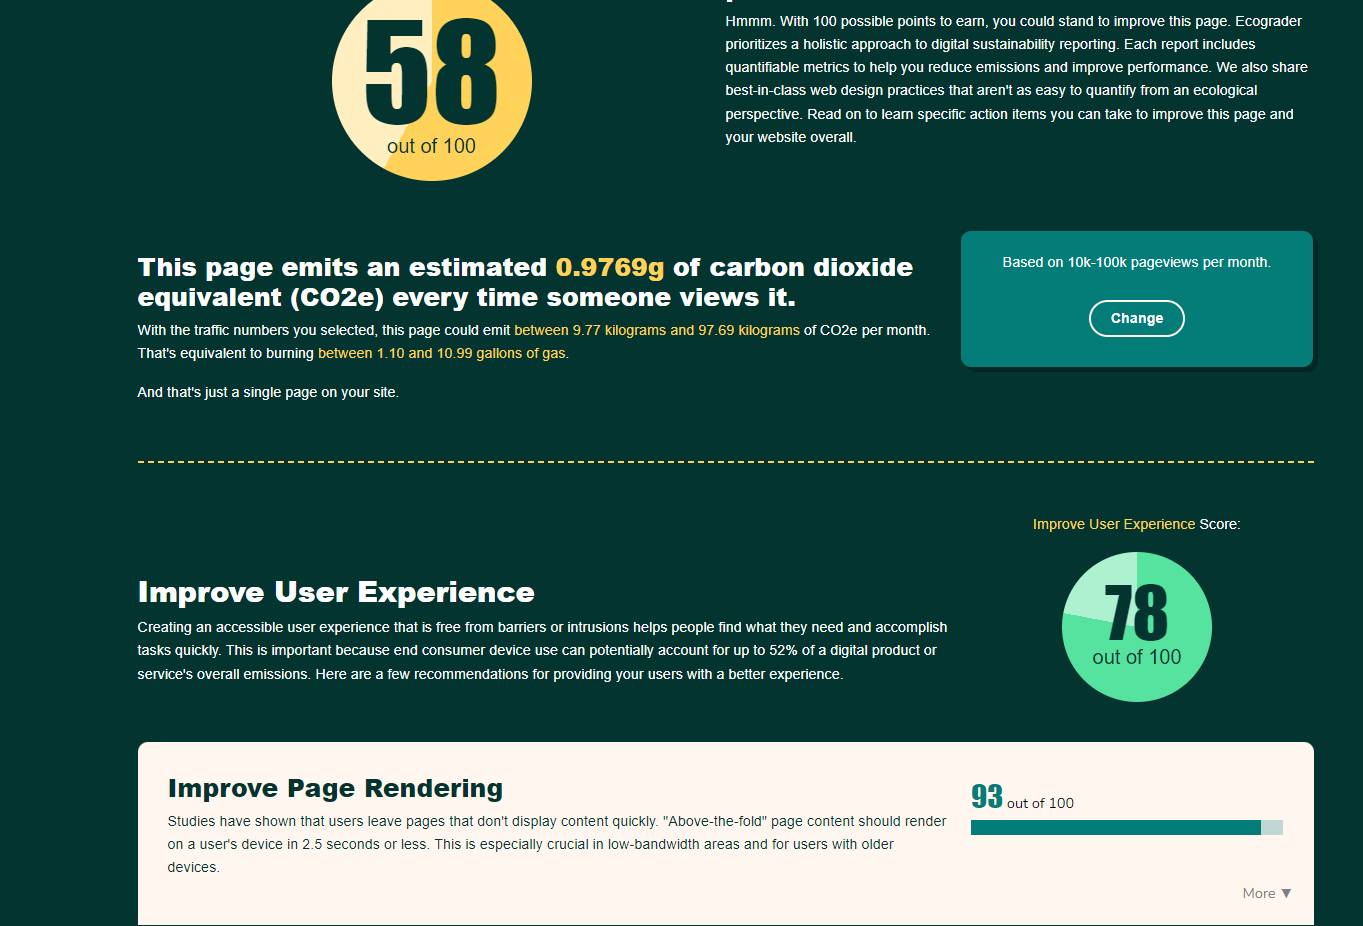 58
out of 100
Hmmm. With 100 possible points to earn, you could stand to improve this page. Ecograder
prioritizes a holistic approach to digital sustainability reporting. Each report includes
quantifiable metrics to help you reduce emissions and improve performance. We also share
best-in-class web design practices that aren't as easy to quantify from an ecological
perspective. Read on to learn specific action items you can take to improve this page and
your website overall.
This page emits an estimated 0.9769g of carbon dioxide
equivalent (CO2e) every time someone views it.
With the traffic numbers you selected, this page could emit between 9.77 kilograms and 97.69 kilograms of CO2e per month.
That's equivalent to burning between 1.10 and 10.99 gallons of gas.
And that's just a single page on your site.
Based on 10k-100k pageviews per month.
Change
Improve User Experience Score:
78
out of 100
Improve User Experience
Creating an accessible user experience that is free from barriers or intrusions helps people find what they need and accomplish
tasks quickly. This is important because end consumer device use can potentially account for up to 52% of a digital product or
service's overall emissions. Here are a few recommendations for providing your users with a better experience.
Improve Page Rendering
Studies have shown that users leave pages that don't display content quickly. "Above-the-fold" page content should render
on a user's device in 2.5 seconds or less. This is especially crucial in low-bandwidth areas and for users with older
devices.
93 out of 100
More ▼